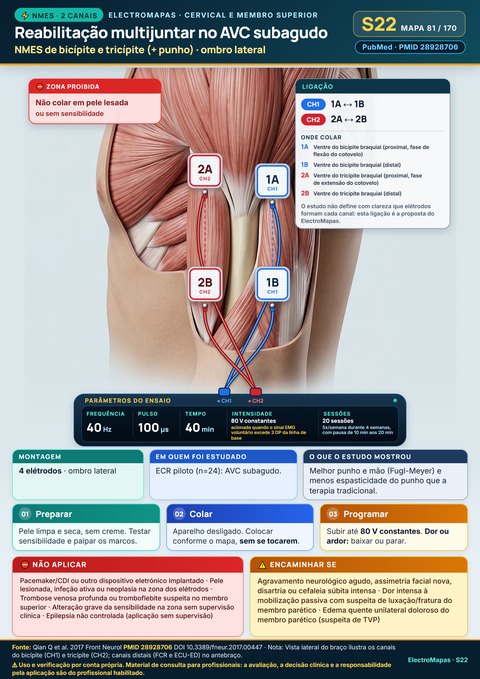 NMES · 2 CANAIS ELECTROMAPAS · CERVICAL E MEMBRO SUPERIOR
Reabilitação multijuntar no AVC subagudo
NMES de bicípite e tricípite (+ punho) · ombro lateral
S22 MAPA 81 / 170
PubMed · PMID 28928706
ZONA PROIBIDA
Não colar em pele lesada
ou sem sensibilidade
LIGAÇÃO
CH1 1A ↔ 1B
CH2 2A ↔ 2B
ONDE COLAR
1A Ventre do bicípite braquial (proximal, fase de
flexão do cotovelo)
1B Ventre do bicípite braquial (distal)
2A Ventre do tricípite braquial (proximal, fase
de extensão do cotovelo)
2B Ventre do tricípite braquial (distal)
O estudo não define com clareza que elétrodos
formam cada canal: esta ligação é a proposta do
ElectroMapas.
2A
CH2
1A
CH1
2B
CH2
1B
CH1
CH1 CH2
PARÂMETROS DO ENSAIO
FREQUÊNCIA
40 Hz
PULSO
100 µs
TEMPO
40 min
INTENSIDADE
80 V constantes
acionada quando o sinal EMG
voluntário excede 3 DP da linha de
base
SESSÕES
20 sessões
5x/semana durante 4 semanas,
com pausa de 10 min aos 20 min
MONTAGEM
4 elétrodos · ombro lateral
EM QUEM FOI ESTUDADO
ECR piloto (n=24): AVC subagudo.
O QUE O ESTUDO MOSTROU
Melhor punho e mão (Fugl-Meyer) e
menos espasticidade do punho que a
terapia tradicional.
01 Preparar
Pele limpa e seca, sem creme. Testar
sensibilidade e palpar os marcos.
02 Colar
Aparelho desligado. Colocar
conforme o mapa, sem se tocarem.
03 Programar
Subir até 80 V constantes. Dor ou
ardor: baixar ou parar.
NÃO APLICAR
Pacemaker/CDI ou outro dispositivo eletrónico implantado · Pele
lesionada, infeção ativa ou neoplasia na zona dos elétrodos ·
Trombose venosa profunda ou tromboflebite suspeita no membro
superior · Alteração grave da sensibilidade na zona sem supervisão
clínica · Epilepsia não controlada (aplicação sem supervisão)
ENCAMINHAR SE
Agravamento neurológico agudo, assimetria facial nova,
disartria ou cefaleia súbita intensa · Dor intensa à
mobilização passiva com suspeita de luxação/fratura do
membro parético · Edema quente unilateral doloroso do
membro parético (suspeita de TVP)
Fonte: Qian Q et al. 2017 Front Neurol PMID 28928706 DOI 10.3389/fneur.2017.00447 · Nota: Vista lateral do braço ilustra os canais
do bicípite (CH1) e tricípite (CH2); canais distais (FCR e ECU-ED) no antebraço.
Uso e verificação por conta própria. Material de consulta para profissionais: a avaliação, a decisão clínica e a responsabilidade
pela aplicação são do profissional habilitado.
ElectroMapas · S22